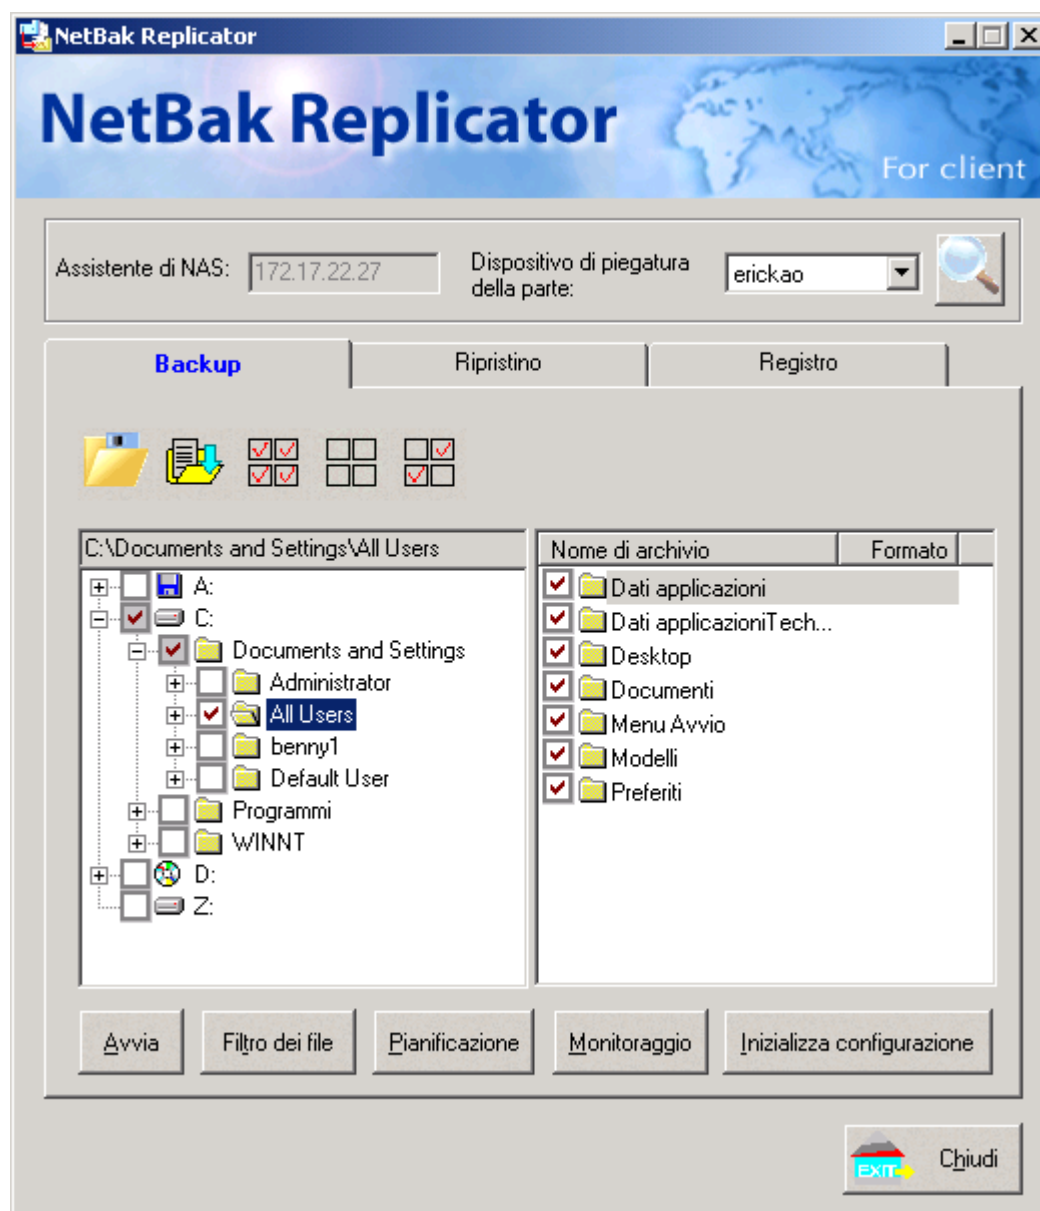 NetBak Replicator
NetBak Replicator
For client
Assistente di NAS:
172.17.22.27
Dispositivo di piegatura
della parte:
erickao
Backup
Ripristino
Registro
C:\Documents and Settings\All Users
A:
C:
Documents and Settings
Administrator
All Users
benny1
Default User
Programmi
WINNT
D:
Z:
Nome di archivio
Formato
Dati applicazioni
Dati applicazioniTech...
Desktop
Documenti
Menu Avvio
Modelli
Preferiti
Avvia
Filtro dei file
Pianificazione
Monitoraggio
Inizializza configurazione
EXIT
Chiudi